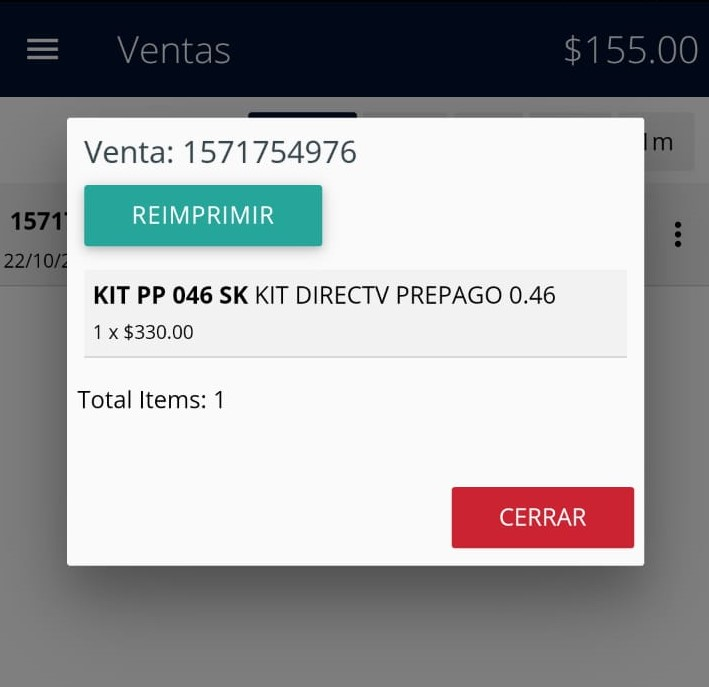 Ventas $155.00
Venta: 1571754976
REIMPRIMIR
KIT PP 046 SK KIT DIRECTV PREPAGO 0.46
1 x $330.00
Total Items: 1
CERRAR